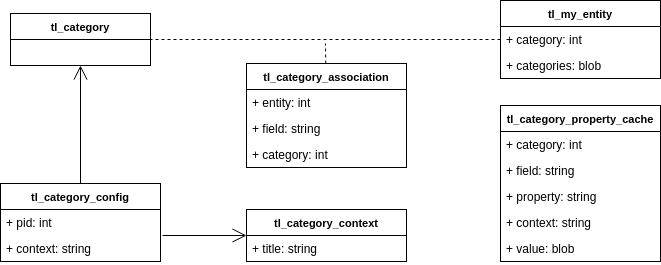 tl_category
tl_my_entity
+ category: int
+ categories: blob
tl_category_association
+ entity: int
+ field: string
+ category: int
tl_category_property_cache
+ category: int
+ field: string
+ property: string
+ context: string
+ value: blob
tl_category_config
+ pid: int
+ context: string
tl_category_context
+ title: string